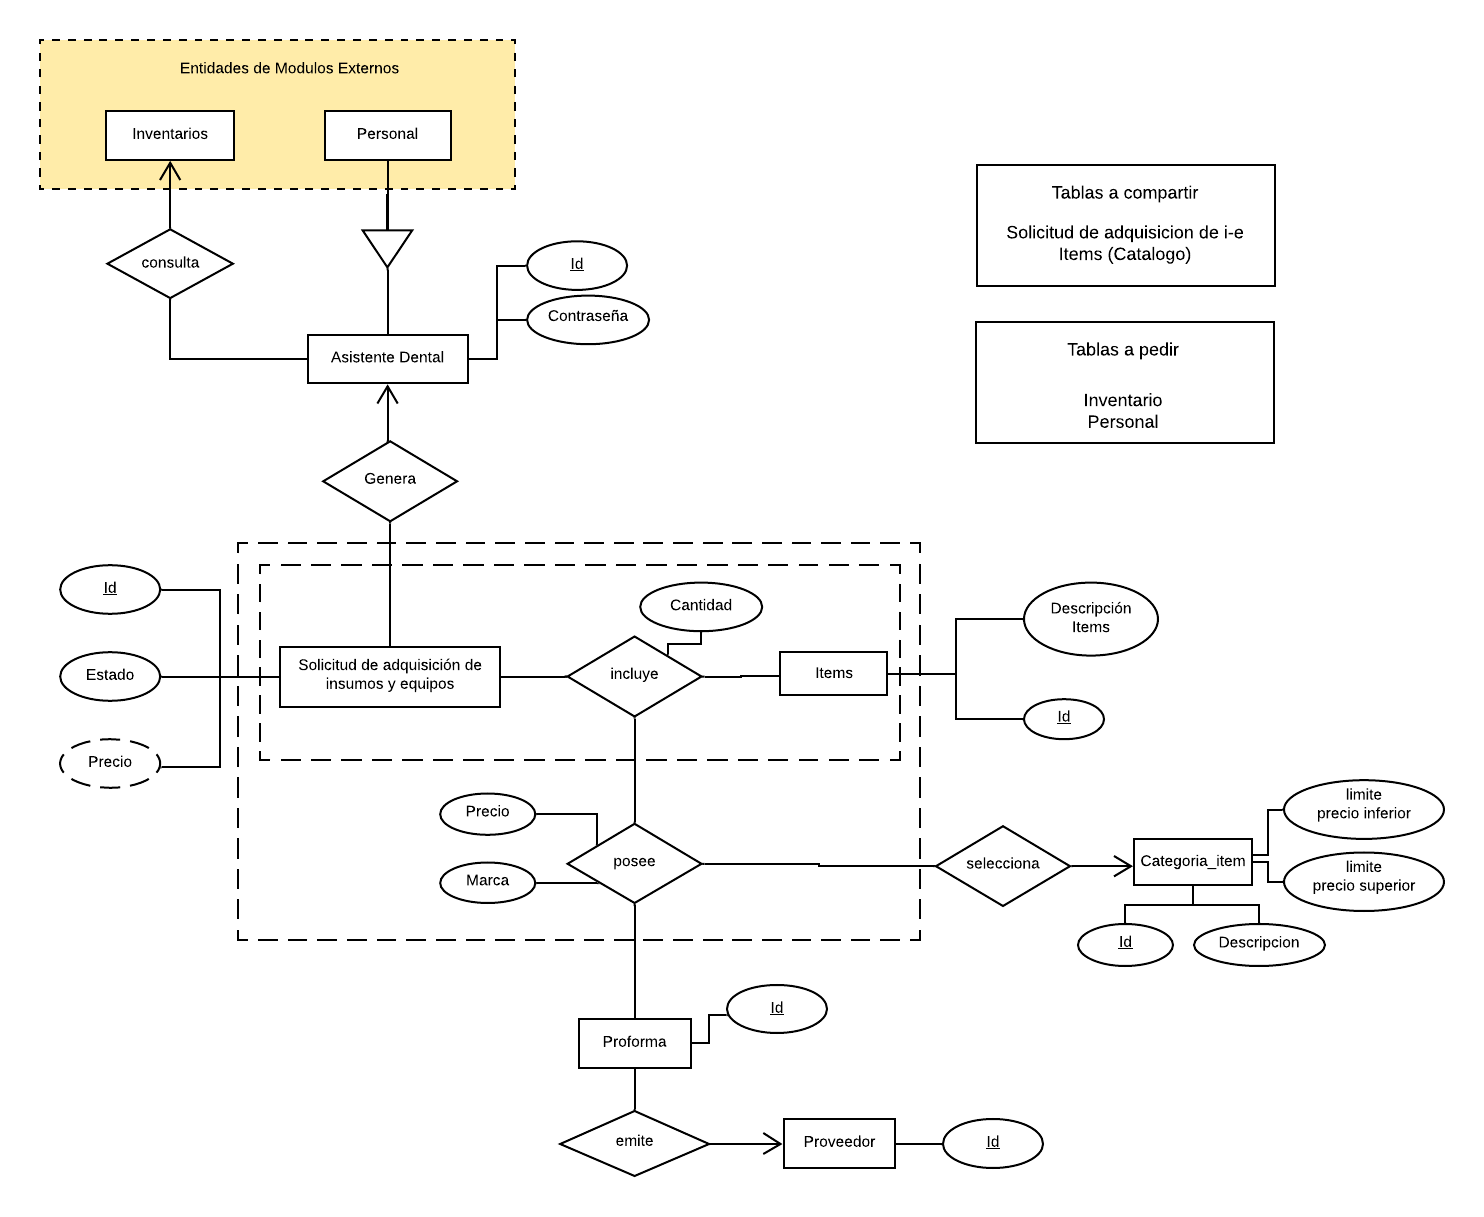 Entidades de Modulos Externos
Inventarios
Personal
consulta
Id
Contraseña
Asistente Dental
Tablas a compartir
Solicitud de adquisicion de i-e
Items (Catalogo)
Tablas a pedir
Inventario
Personal
Genera
Id
Estado
Precio
Solicitud de adquisición de
insumos y equipos
Cantidad
incluye
Items
Descripción
Items
Id
Precio
Marca
posee
selecciona
Categoria_item
limite
precio inferior
limite
precio superior
Id
Descripcion
Id
Proforma
emite
Proveedor
Id